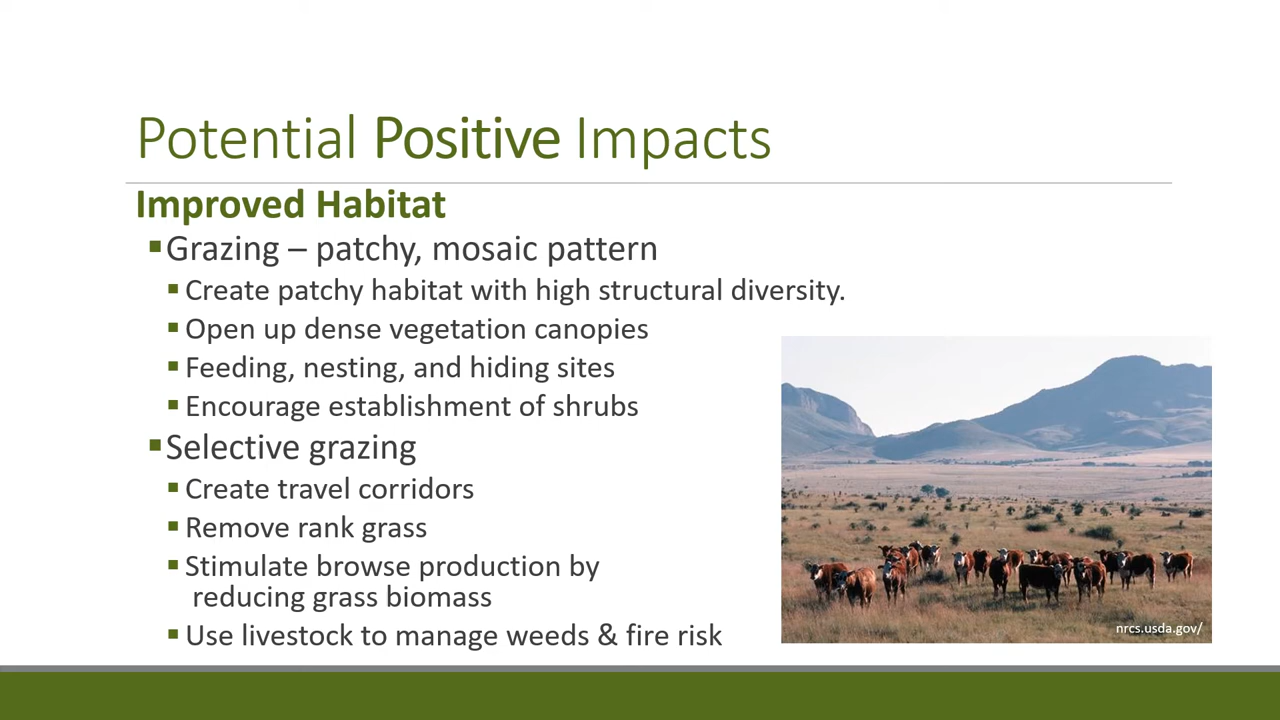 Potential Positive Impacts
Improved Habitat
▪Grazing – patchy, mosaic pattern
▪Create patchy habitat with high structural diversity.
▪Open up dense vegetation canopies
▪Feeding, nesting, and hiding sites
▪Encourage establishment of shrubs
▪Selective grazing
▪Create travel corridors
▪Remove rank grass
▪Stimulate browse production by
reducing grass biomass
▪Use livestock to manage weeds & fire risk
nrcs.usda.gov/